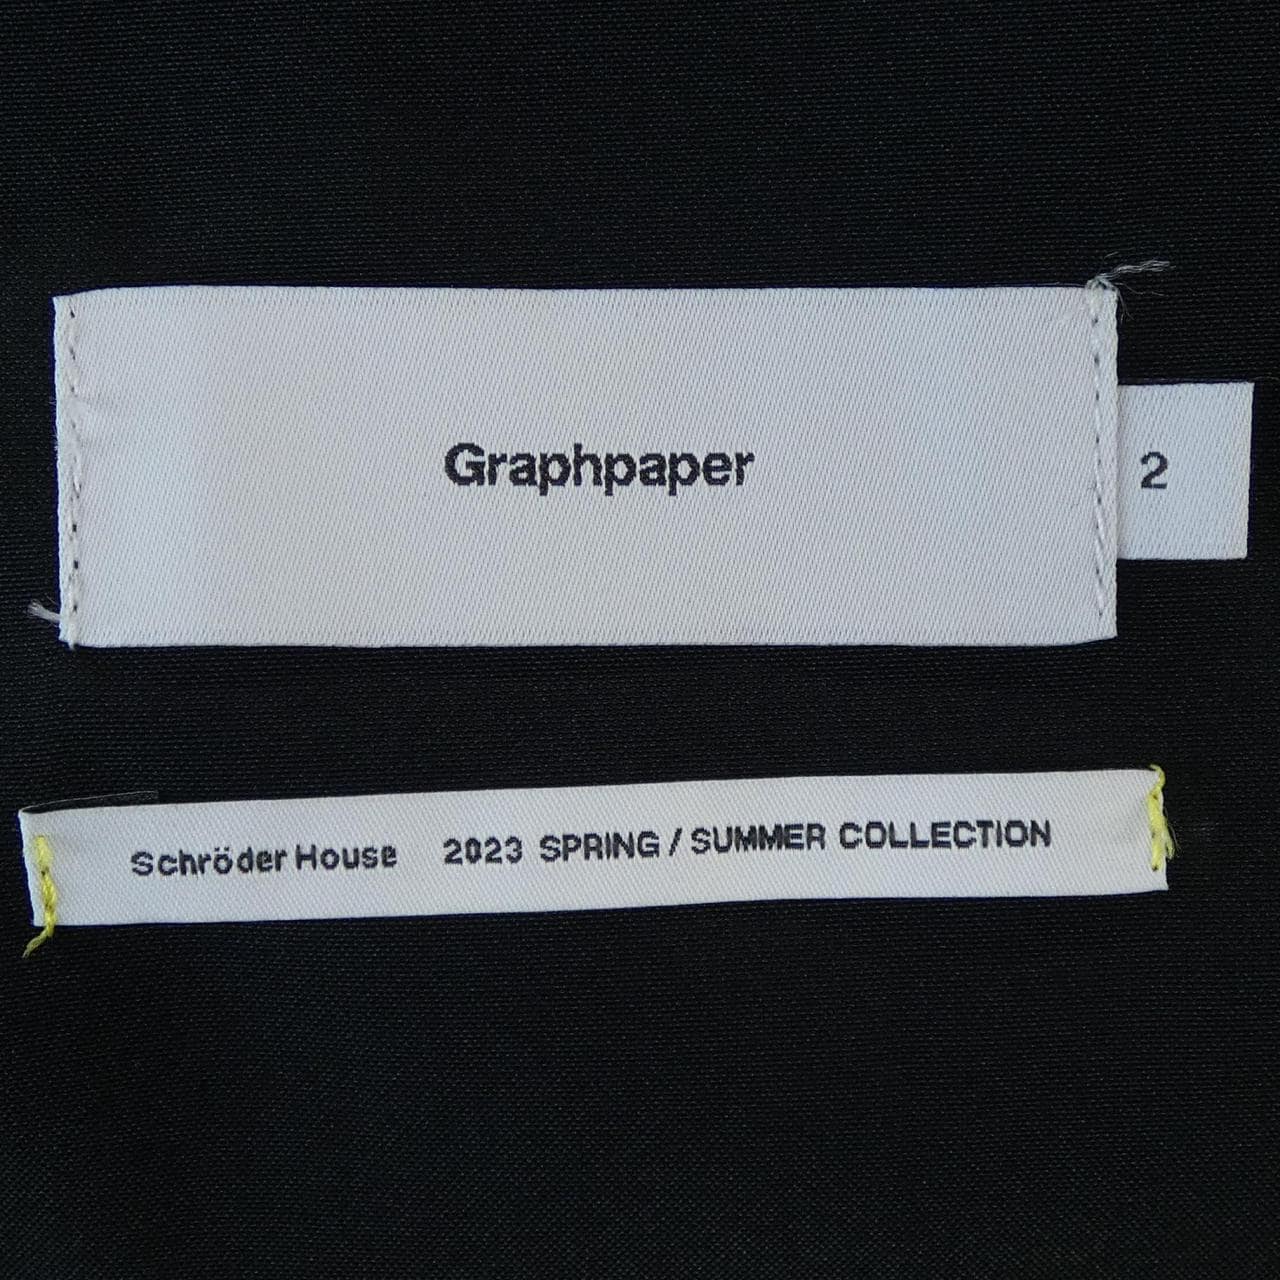 Graphpaper
2
Schröder House 2023 SPRING / SUMMER COLLECTION